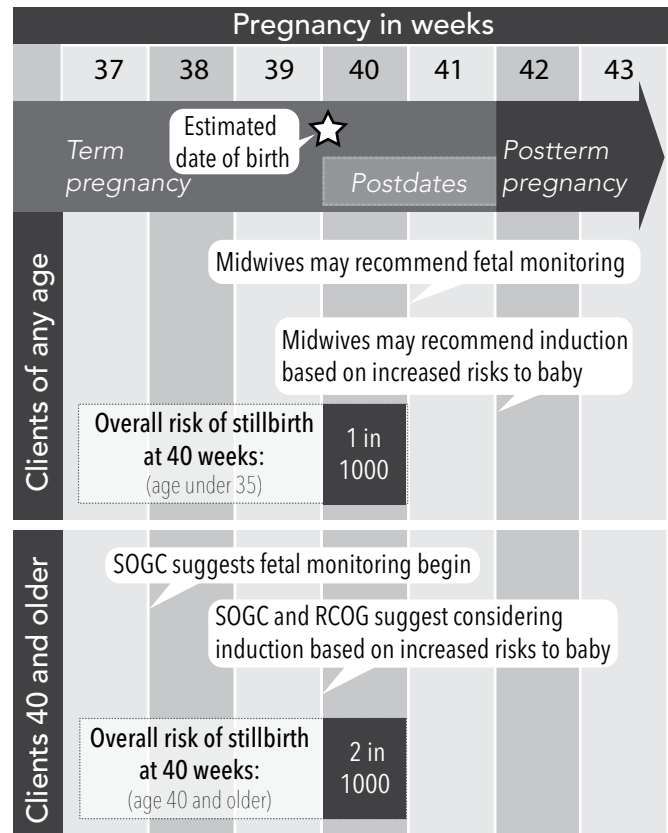 Pregnancy in weeks
37 38 39 40 41 42 43
Estimated
date of birth
Term
pregnancy
Postdates
Postterm
pregnancy
Clients of any age
Midwives may recommend fetal monitoring
Midwives may recommend induction
based on increased risks to baby
Overall risk of stillbirth
at 40 weeks:
(age under 35)
1 in
1000
Clients 40 and older
SOGC suggests fetal monitoring begin
SOGC and RCOG suggest considering
induction based on increased risks to baby
Overall risk of stillbirth
at 40 weeks:
(age 40 and older)
2 in
1000